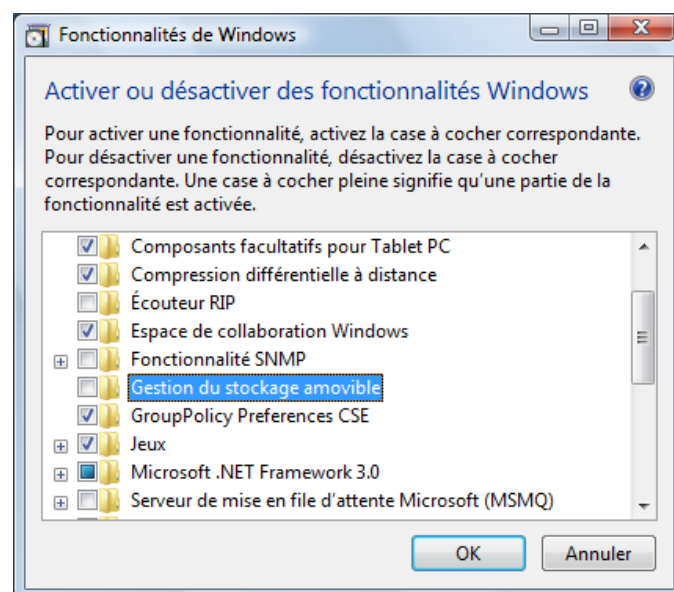 Fonctionnalités de Windows
Activer ou désactiver des fonctionnalités Windows
Pour activer une fonctionnalité, activez la case à cocher correspondante.
Pour désactiver une fonctionnalité, désactivez la case à cocher
correspondante. Une case à cocher pleine signifie qu'une partie de la
fonctionnalité est activée.
Composants facultatifs pour Tablet PC
Compression différentielle à distance
Écouteur RIP
Espace de collaboration Windows
Fonctionnalité SNMP
Gestion du stockage amovible
GroupPolicy Preferences CSE
Jeux
Microsoft .NET Framework 3.0
Serveur de mise en file d'attente Microsoft (MSMQ)
OK Annuler